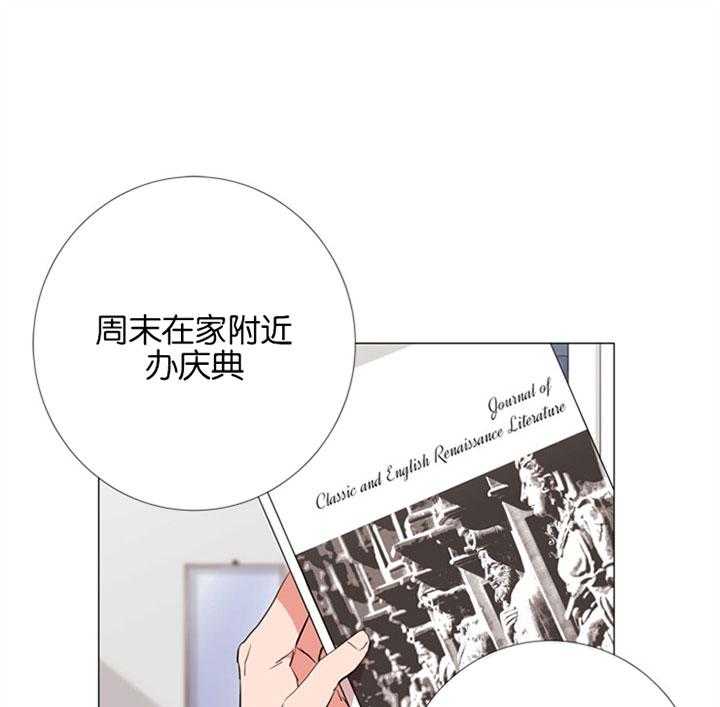 周末在家附近
办庆典
Journal of
Classic and English Renaissance Literature